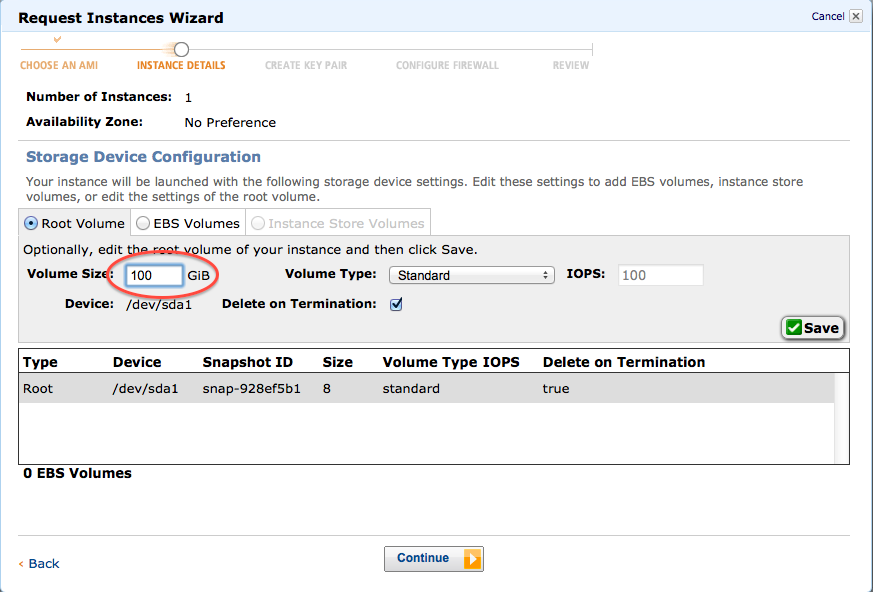 Request Instances Wizard
Cancel
CHOOSE AN AMI INSTANCE DETAILS CREATE KEY PAIR CONFIGURE FIREWALL REVIEW
Number of Instances: 1
Availability Zone: No Preference
Storage Device Configuration
Your instance will be launched with the following storage device settings. Edit these settings to add EBS volumes, instance store
volumes, or edit the settings of the root volume.
Root Volume EBS Volumes Instance Store Volumes
Optionally, edit the root volume of your instance and then click Save.
Volume Size: 100 GiB Volume Type: Standard IOPS: 100
Device: /dev/sda1 Delete on Termination:
Save
Type Device Snapshot ID Size Volume Type IOPS Delete on Termination
Root /dev/sda1 snap-928ef5b1 8 standard true
0 EBS Volumes
< Back
Continue